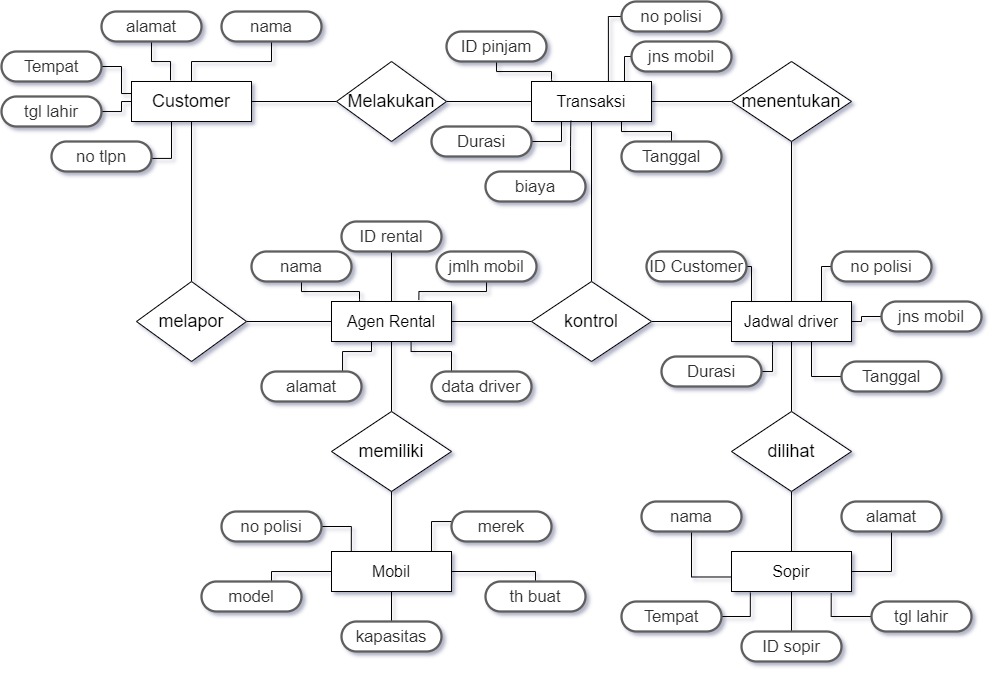 alamat
nama
no polisi
ID pinjam
jns mobil
Tempat
Customer
Melakukan
Transaksi
menentukan
tgl lahir
Durasi
no tlpn
Tanggal
biaya
ID rental
nama
jmlh mobil
ID Customer
no polisi
melapor
Agen Rental
kontrol
Jadwal driver
jns mobil
alamat
data driver
Durasi
Tanggal
memiliki
dilihat
no polisi
merek
nama
alamat
Mobil
Sopir
model
th buat
Tempat
tgl lahir
kapasitas
ID sopir